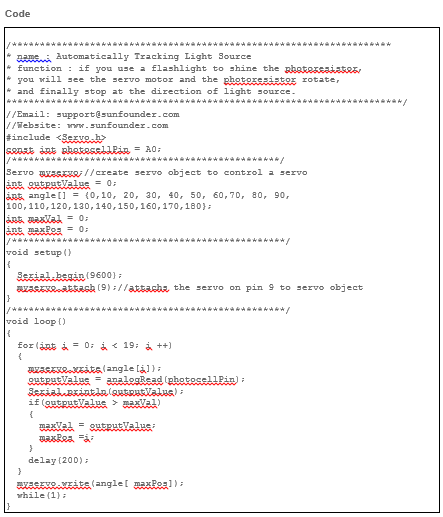 Code
/******************************************************************
* name : Automatically Tracking Light Source
* function : if you use a flashlight to shine the photoresistor,
* you will see the servo motor and the photoresistor rotate,
* and finally stop at the direction of light source.
********************************************************************/
//Email: support@sunfounder.com
//Website: www.sunfounder.com
#include <Servo.h>
const int photocellPin = A0;
/**********************************************/
Servo myservo;//create servo object to control a servo
int outputValue = 0;
int angle[] = {0,10, 20, 30, 40, 50, 60,70, 80, 90,
100,110,120,130,140,150,160,170,180};
int maxVal = 0;
int maxPos = 0;
/***********************************************/
void setup()
{
  Serial.begin(9600);
  myservo.attach(9);//attachs the servo on pin 9 to servo object
}
/***********************************************/
void loop()
{
  for(int i = 0; i < 19; i ++)
  {
    myservo.write(angle[i]);
    outputValue = analogRead(photocellPin);
    Serial.println(outputValue);
    if(outputValue > maxVal)
    {
      maxVal = outputValue;
      maxPos =i;
    }
    delay(200);
  }
  myservo.write(angle[ maxPos]);
  while(1);
}